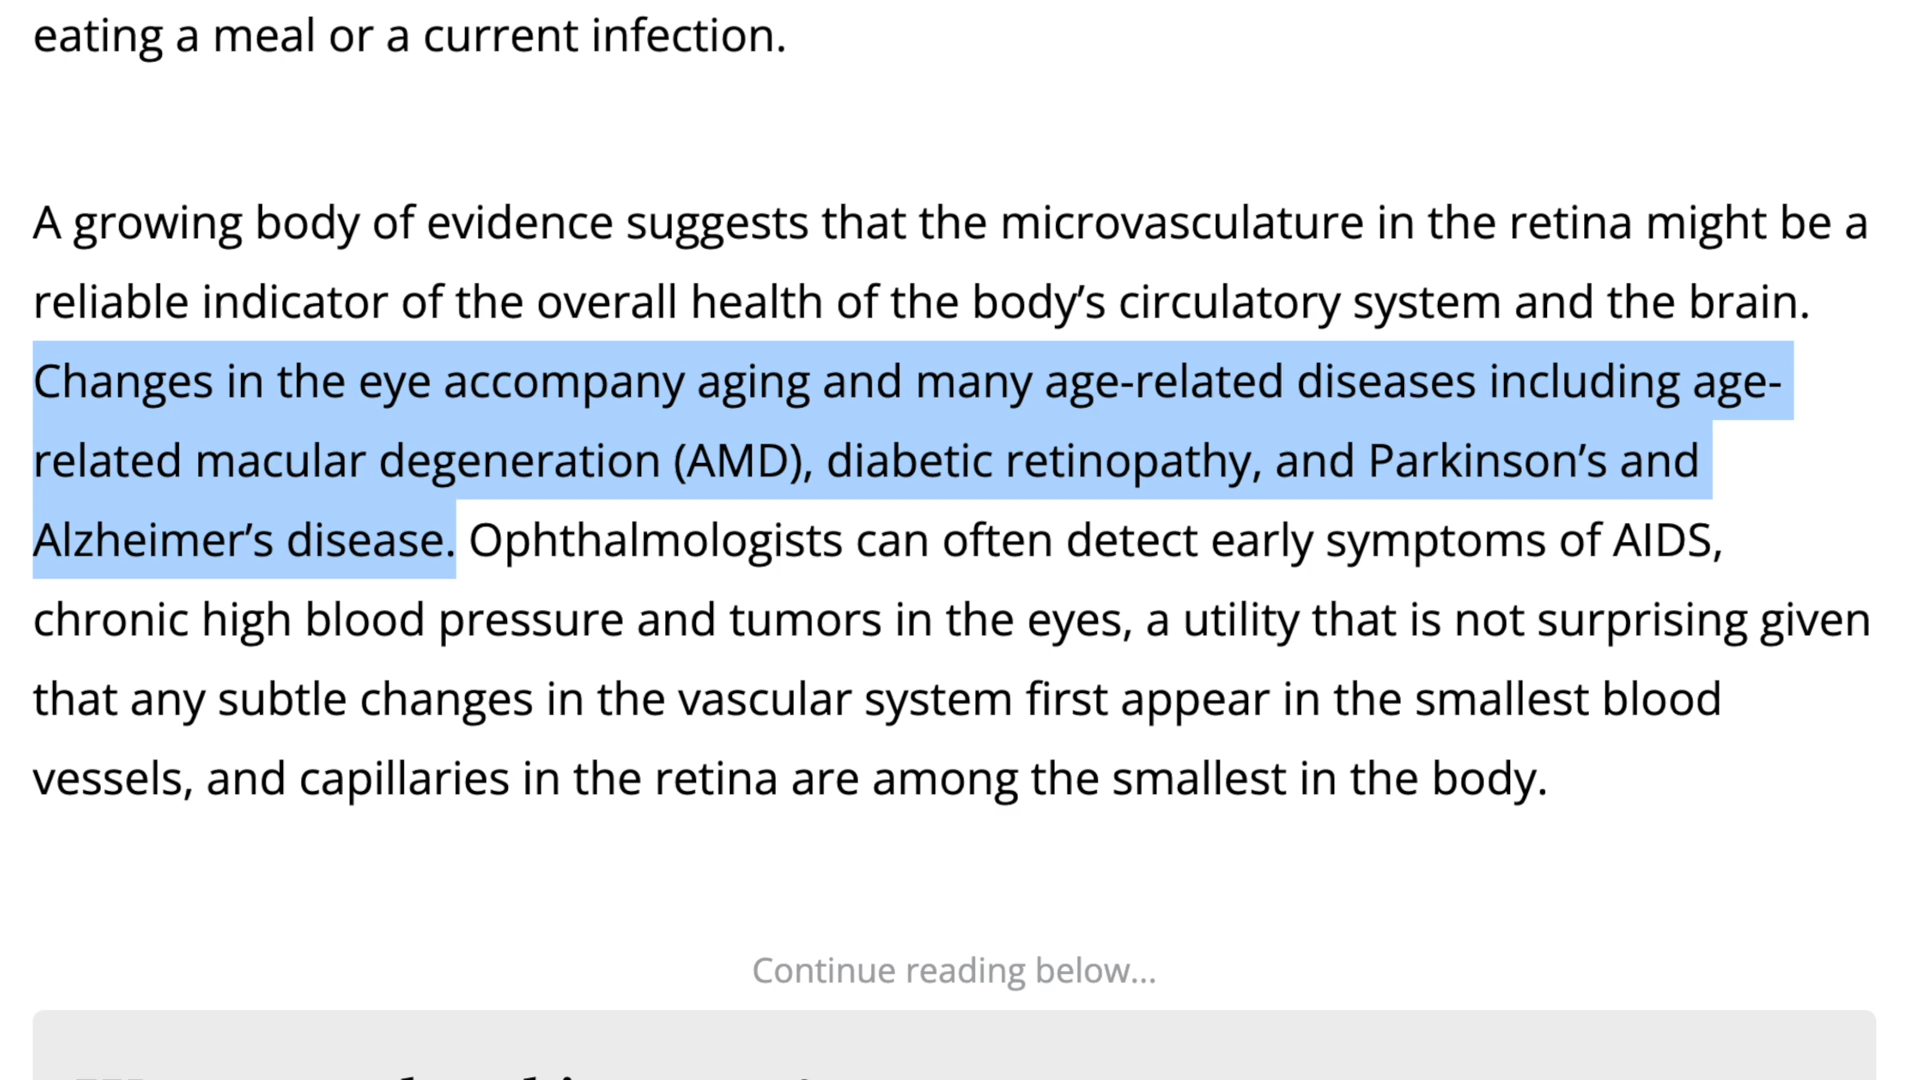 eating a meal or a current infection.
A growing body of evidence suggests that the microvasculature in the retina might be a
reliable indicator of the overall health of the body’s circulatory system and the brain.
Changes in the eye accompany aging and many age-related diseases including age-
related macular degeneration (AMD), diabetic retinopathy, and Parkinson’s and
Alzheimer’s disease. Ophthalmologists can often detect early symptoms of AIDS,
chronic high blood pressure and tumors in the eyes, a utility that is not surprising given
that any subtle changes in the vascular system first appear in the smallest blood
vessels, and capillaries in the retina are among the smallest in the body.
Continue reading below...